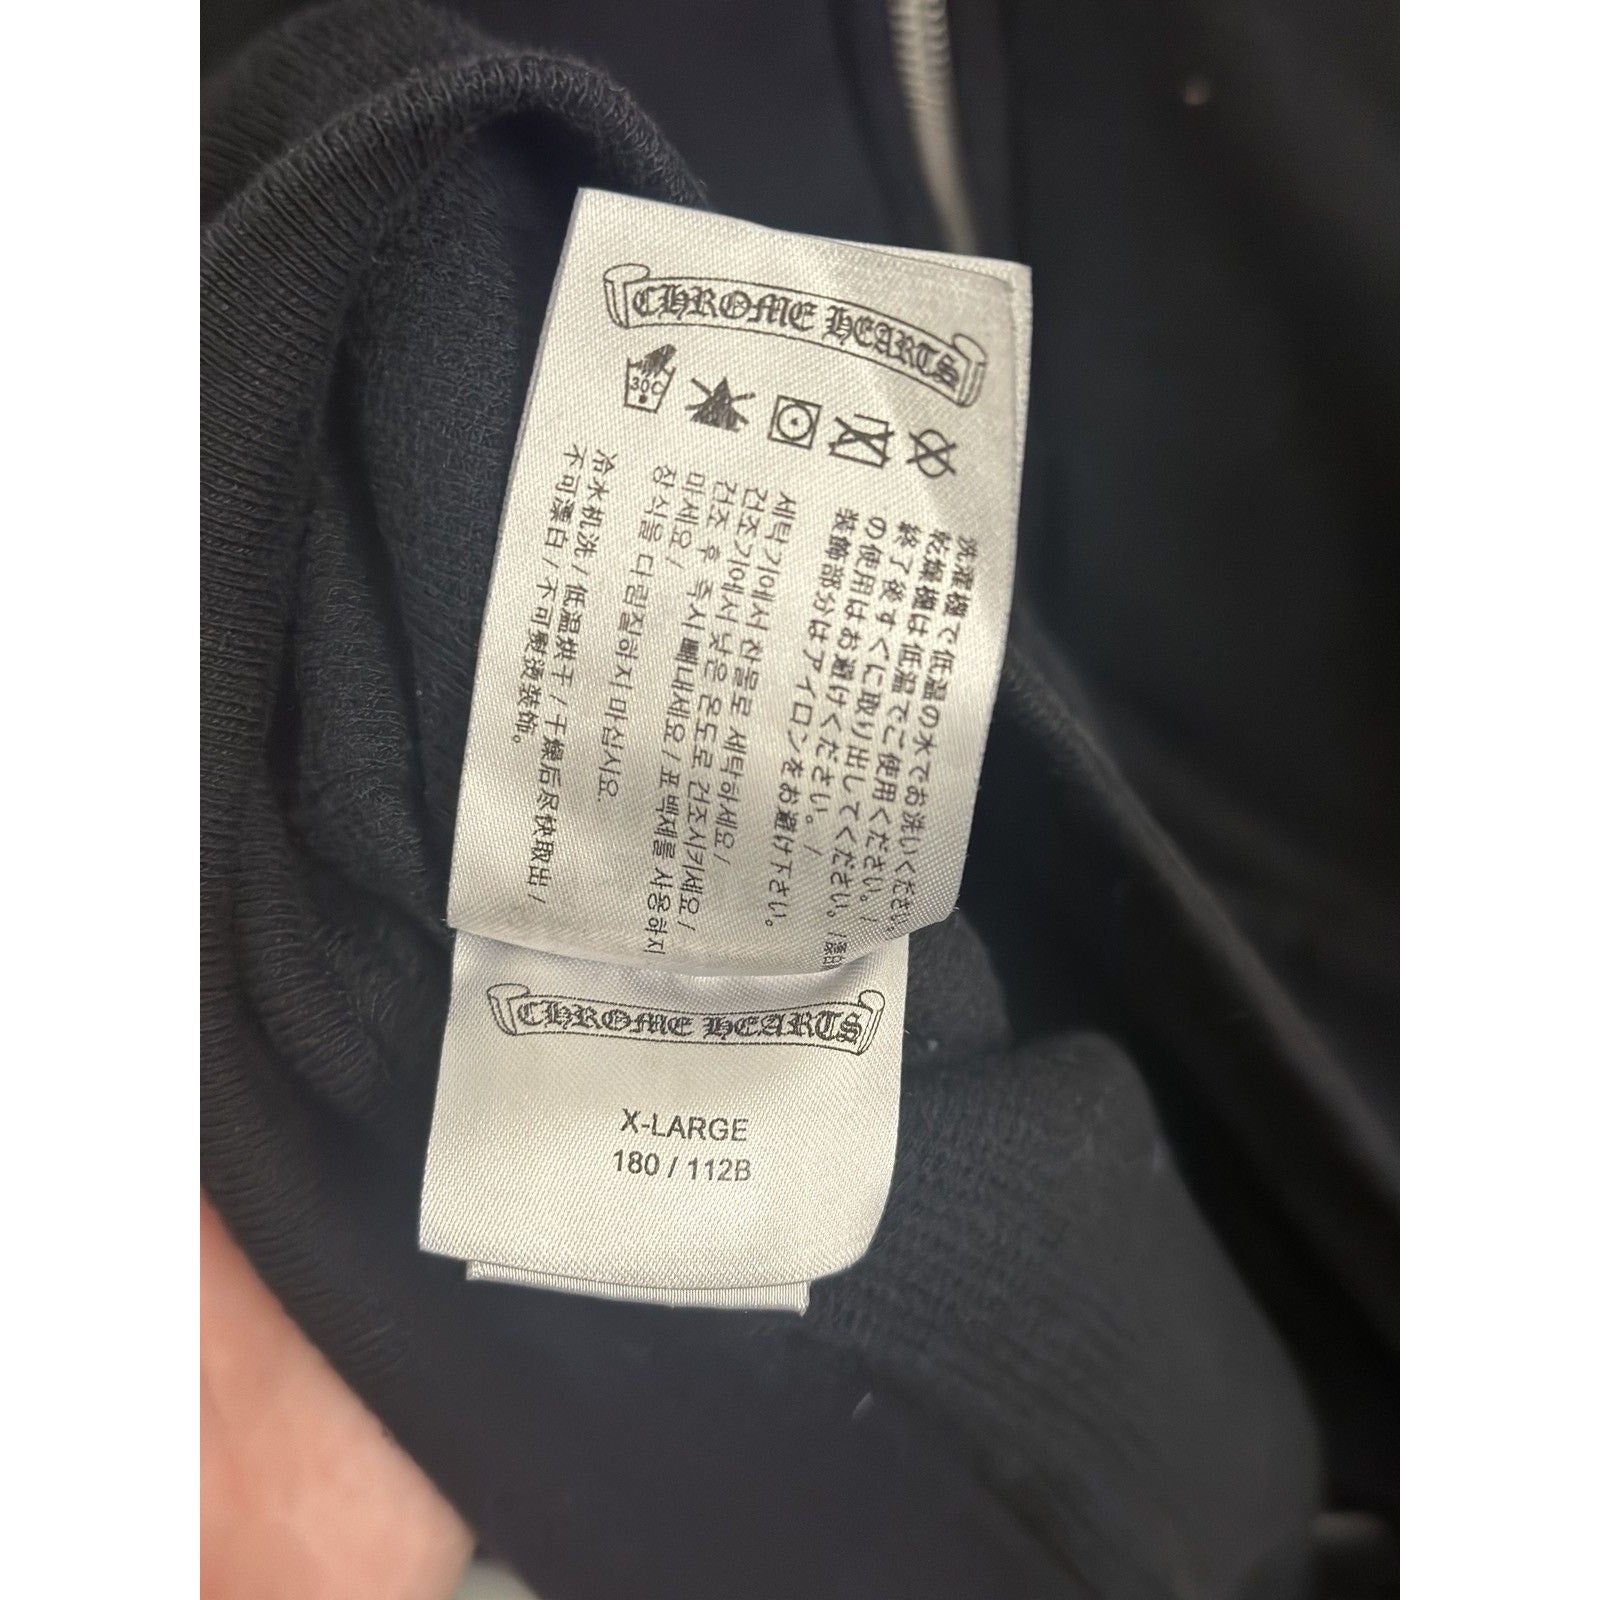 CHROME HEARTS
30C
洗濯機で低温の水でお洗いください。
乾燥機は低温でご使用ください。/
終了後すぐに取り出してください。/漂白
の使用はお避けください。/
装飾部分はアイロンをお避け下さい。
세탁기에서 찬물로 세탁하세요/
건조기에서 낮은 온도로 건조시키세요/
건조 후 즉시 빼내세요/표백제를 사용하지
마세요/
장식을 다림질하지 마십시오.
冷水机洗/低温烘干/干燥后尽快取出/
不可漂白/不可熨烫装饰。
CHROME HEARTS
X-LARGE
180 / 112B